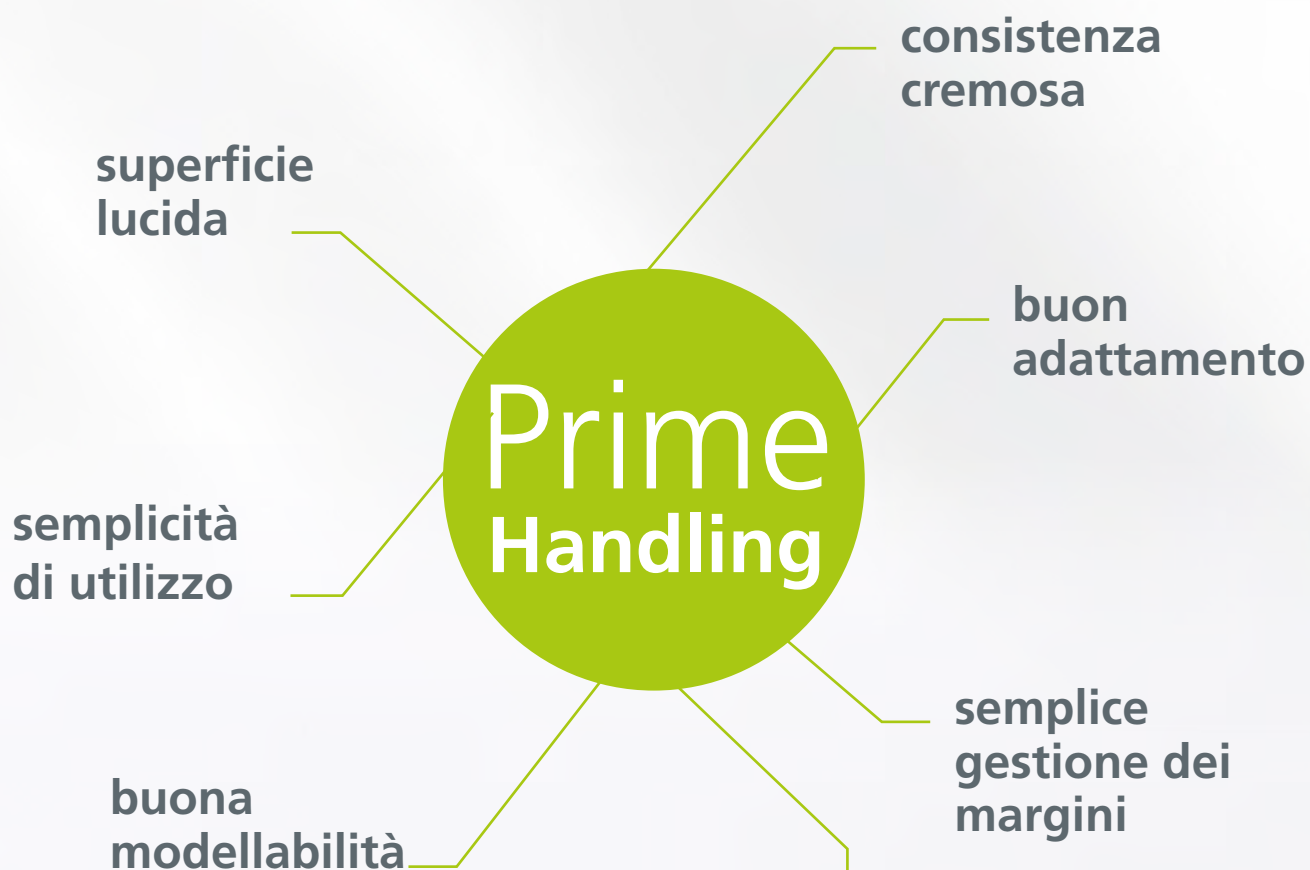 consistenza
cremosa
superficie
lucida
buon
adattamento
Prime
Handling
semplicità
di utilizzo
semplice
gestione dei
margini
buona
modellabilità